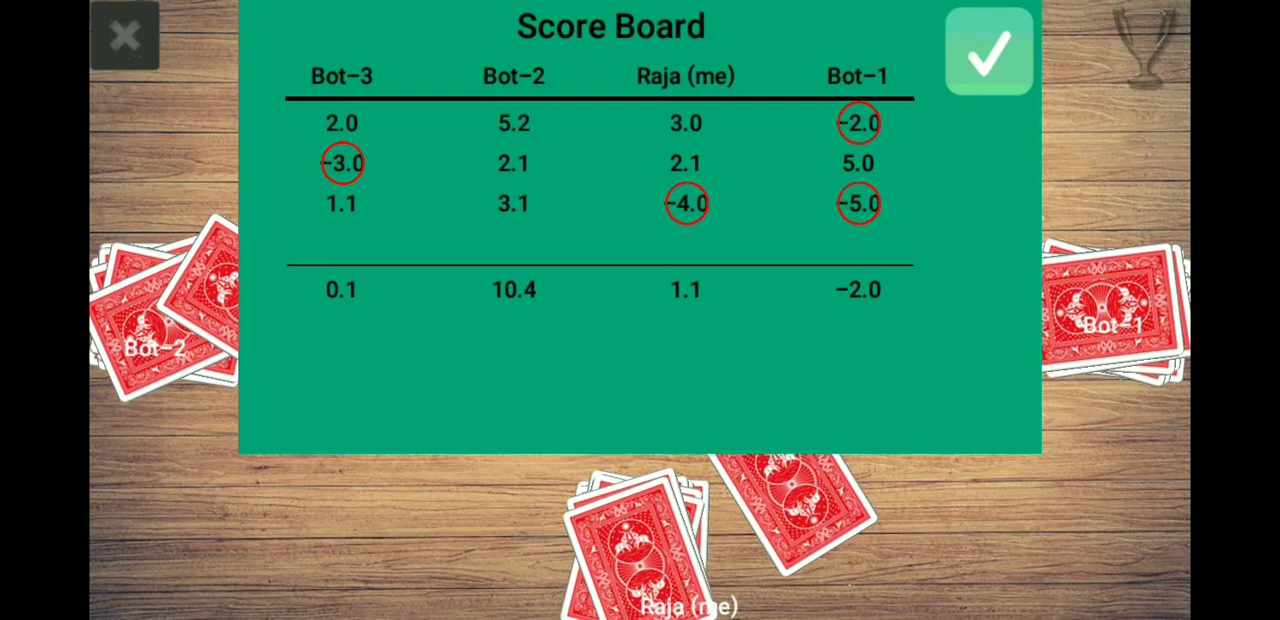 Score Board
Bot-3 Bot-2 Raja (me) Bot-1
2.0 5.2 3.0 -2.0
-3.0 2.1 2.1 5.0
1.1 3.1 -4.0 -5.0
0.1 10.4 1.1 -2.0
Bot-2
Bot-1
Raja (me)